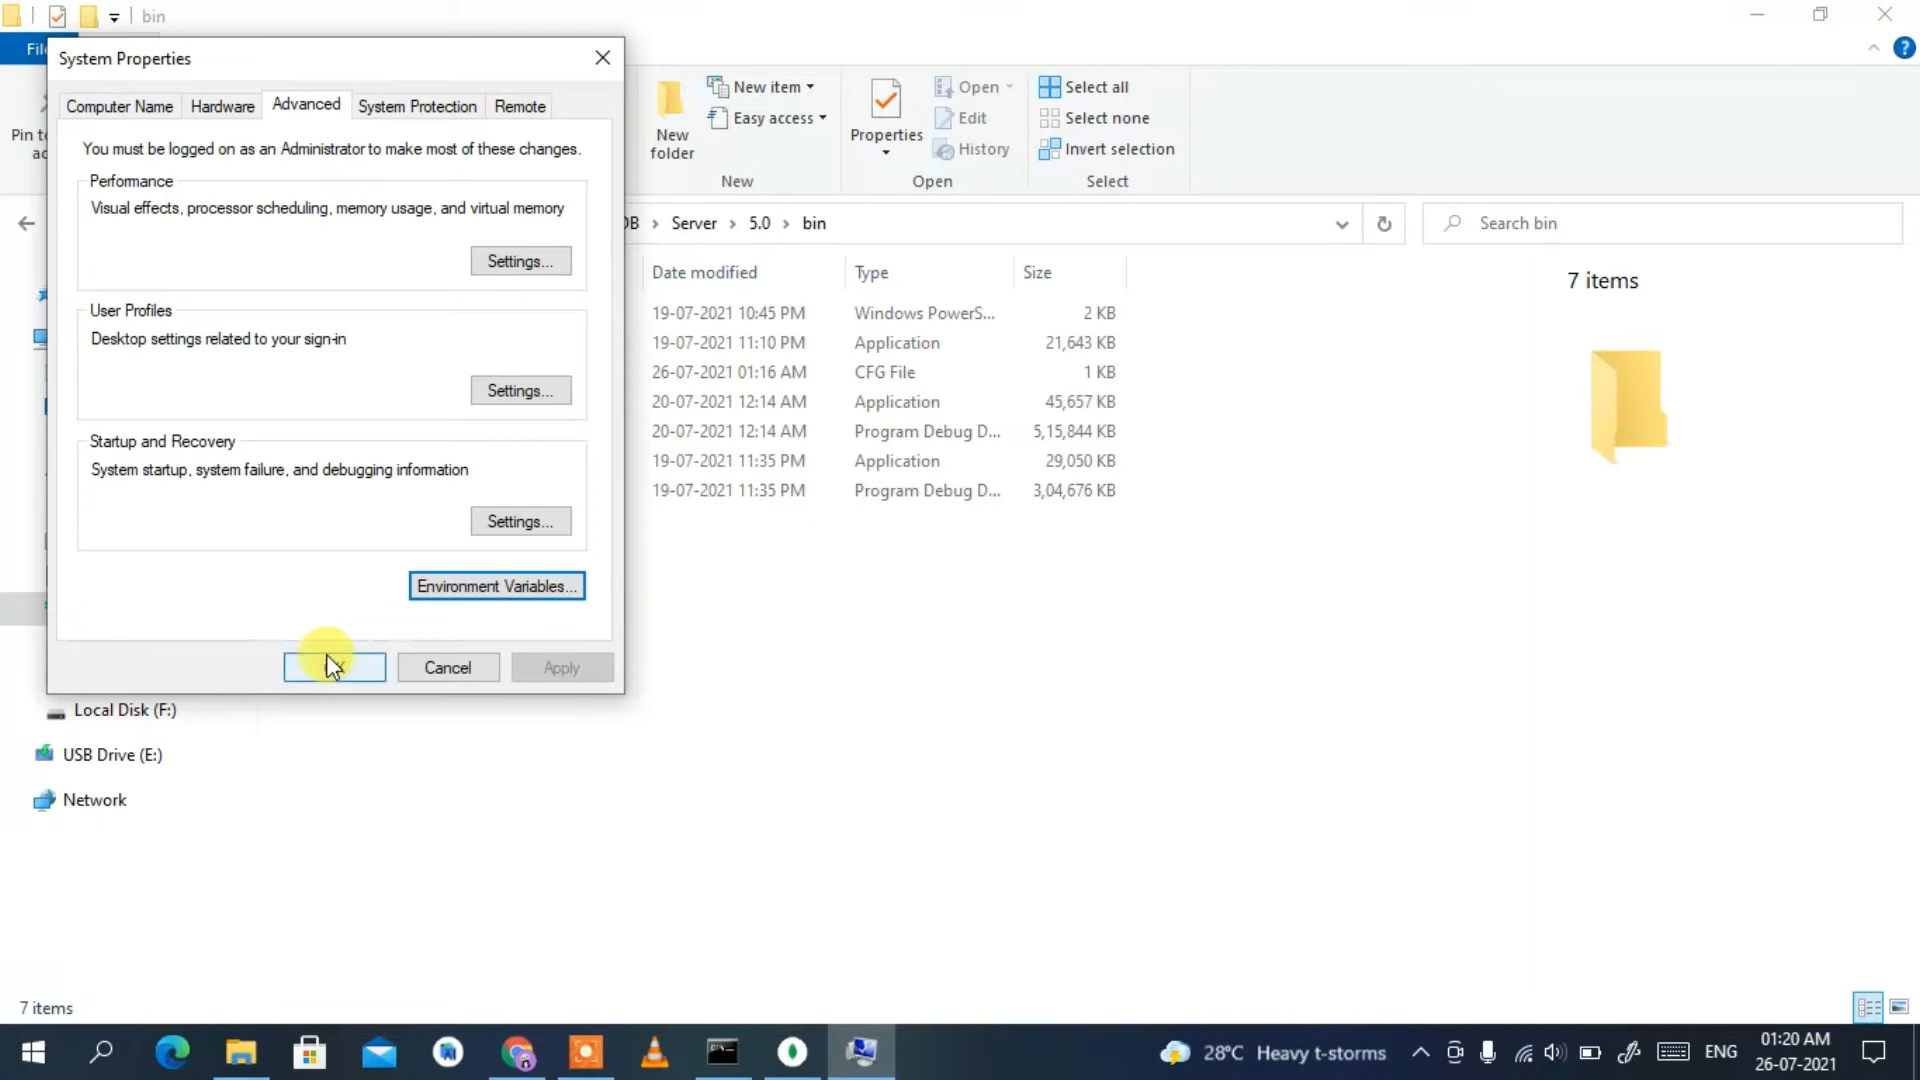 bin
File
System Properties
Computer Name
Hardware
Advanced
System Protection
Remote
You must be logged on as an Administrator to make most of these changes.
Performance
Visual effects, processor scheduling, memory usage, and virtual memory
Settings...
User Profiles
Desktop settings related to your sign-in
Settings...
Startup and Recovery
System startup, system failure, and debugging information
Settings...
Environment Variables...
Cancel
Apply
New folder
New item
Easy access
New
Properties
Open
Edit
History
Open
Select all
Select none
Invert selection
Select
Server > 5.0 > bin
Search bin
Date modified Type Size
19-07-2021 10:45 PM Windows PowerS... 2 KB
19-07-2021 11:10 PM Application 21,643 KB
26-07-2021 01:16 AM CFG File 1 KB
20-07-2021 12:14 AM Application 45,657 KB
20-07-2021 12:14 AM Program Debug D... 5,15,844 KB
19-07-2021 11:35 PM Application 29,050 KB
19-07-2021 11:35 PM Program Debug D... 3,04,676 KB
7 items
Local Disk (F:)
USB Drive (E:)
Network
7 items
28°C Heavy t-storms
ENG
01:20 AM
26-07-2021